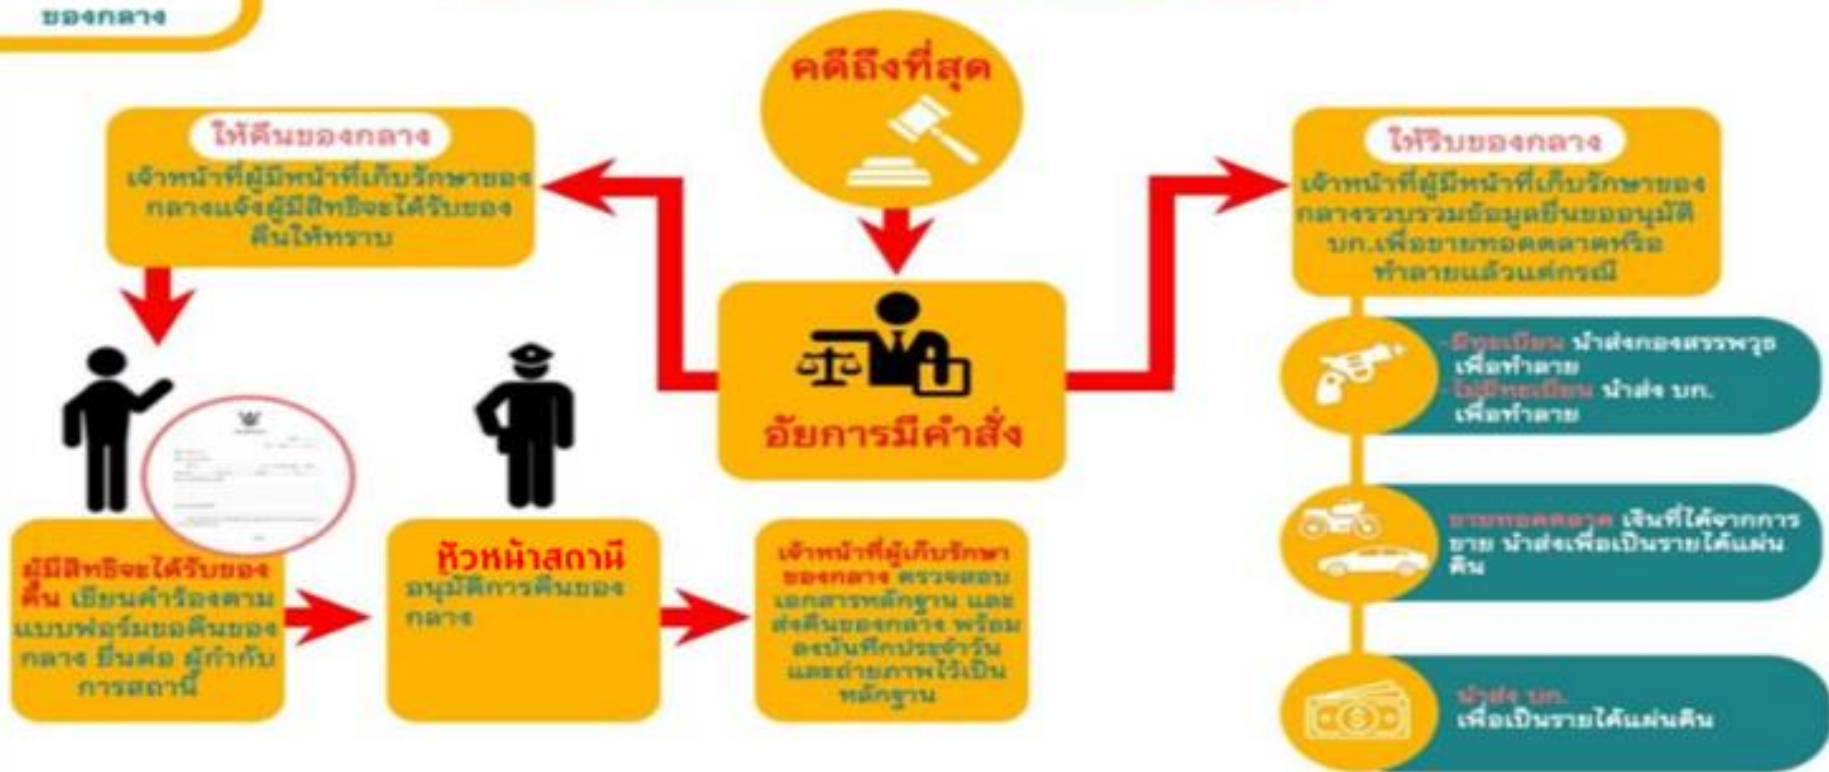 ของกลาง
คดีถึงที่สุด
ให้คืนของกลาง
เจ้าหน้าที่ผู้มีหน้าที่เก็บรักษาของ
กลางแจ้งผู้มีสิทธิจะได้รับของ
คืนให้ทราบ
ให้ริบของกลาง
เจ้าหน้าที่ผู้มีหน้าที่เก็บรักษาของ
กลางรวบรวมข้อมูลยื่นขออนุมัติ
บก.เพื่อขายทอดตลาดหรือ
ทำลายแล้วแต่กรณี
อัยการมีคำสั่ง
-มีทะเบียน นำส่งกองสรรพาวุธ
เพื่อทำลาย
-ไม่มีทะเบียน นำส่ง บก.
เพื่อทำลาย
ขายทอดตลาด เงินที่ได้จากการ
ขาย นำส่งเพื่อเป็นรายได้แผ่น
ดิน
นำส่ง บก.
เพื่อเป็นรายได้แผ่นดิน
ผู้มีสิทธิจะได้รับของ
คืน เขียนคำร้องตาม
แบบฟอร์มขอคืนของ
กลาง ยื่นต่อ ผู้กำกับ
การสถานี
หัวหน้าสถานี
อนุมัติการคืนของ
กลาง
เจ้าหน้าที่ผู้เก็บรักษา
ของกลาง ตรวจสอบ
เอกสารหลักฐาน และ
ส่งคืนของกลาง พร้อม
ลงบันทึกประจำวัน
และถ่ายภาพไว้เป็น
หลักฐาน